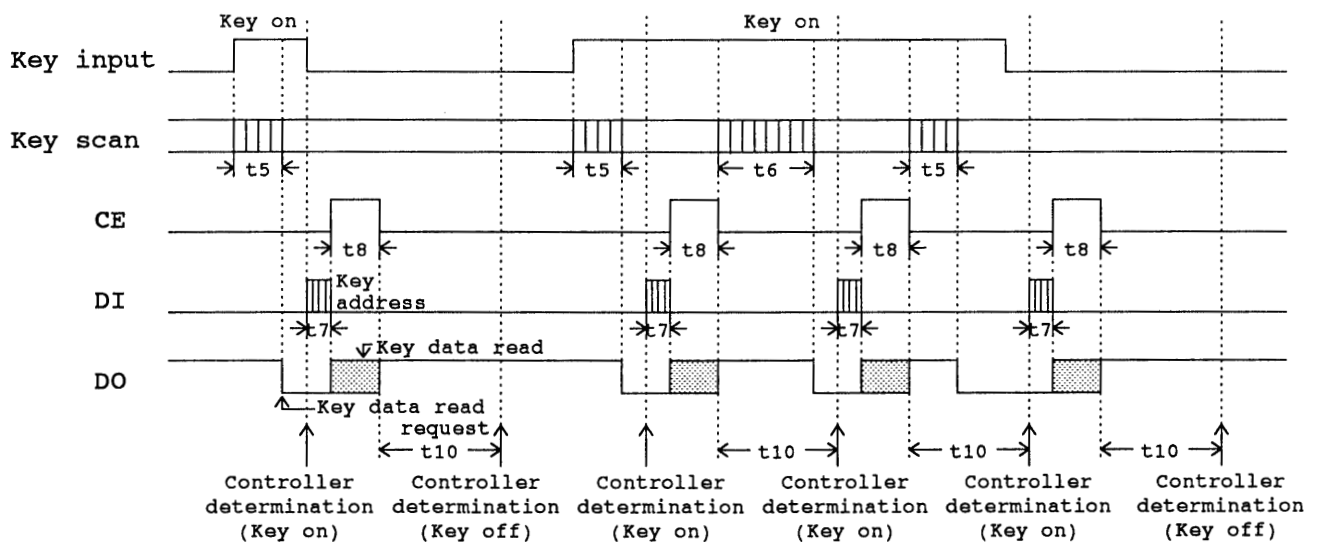 Key on
Key on
Key input
Key scan
t5
t5
t6
t5
CE
t8
t8
t8
t8
DI
Key
address
t7
t7
t7
t7
Key data read
DO
Key data read
request
t10
t10
t10
t10
Controller
determination
(Key on)
Controller
determination
(Key off)
Controller
determination
(Key on)
Controller
determination
(Key on)
Controller
determination
(Key on)
Controller
determination
(Key off)